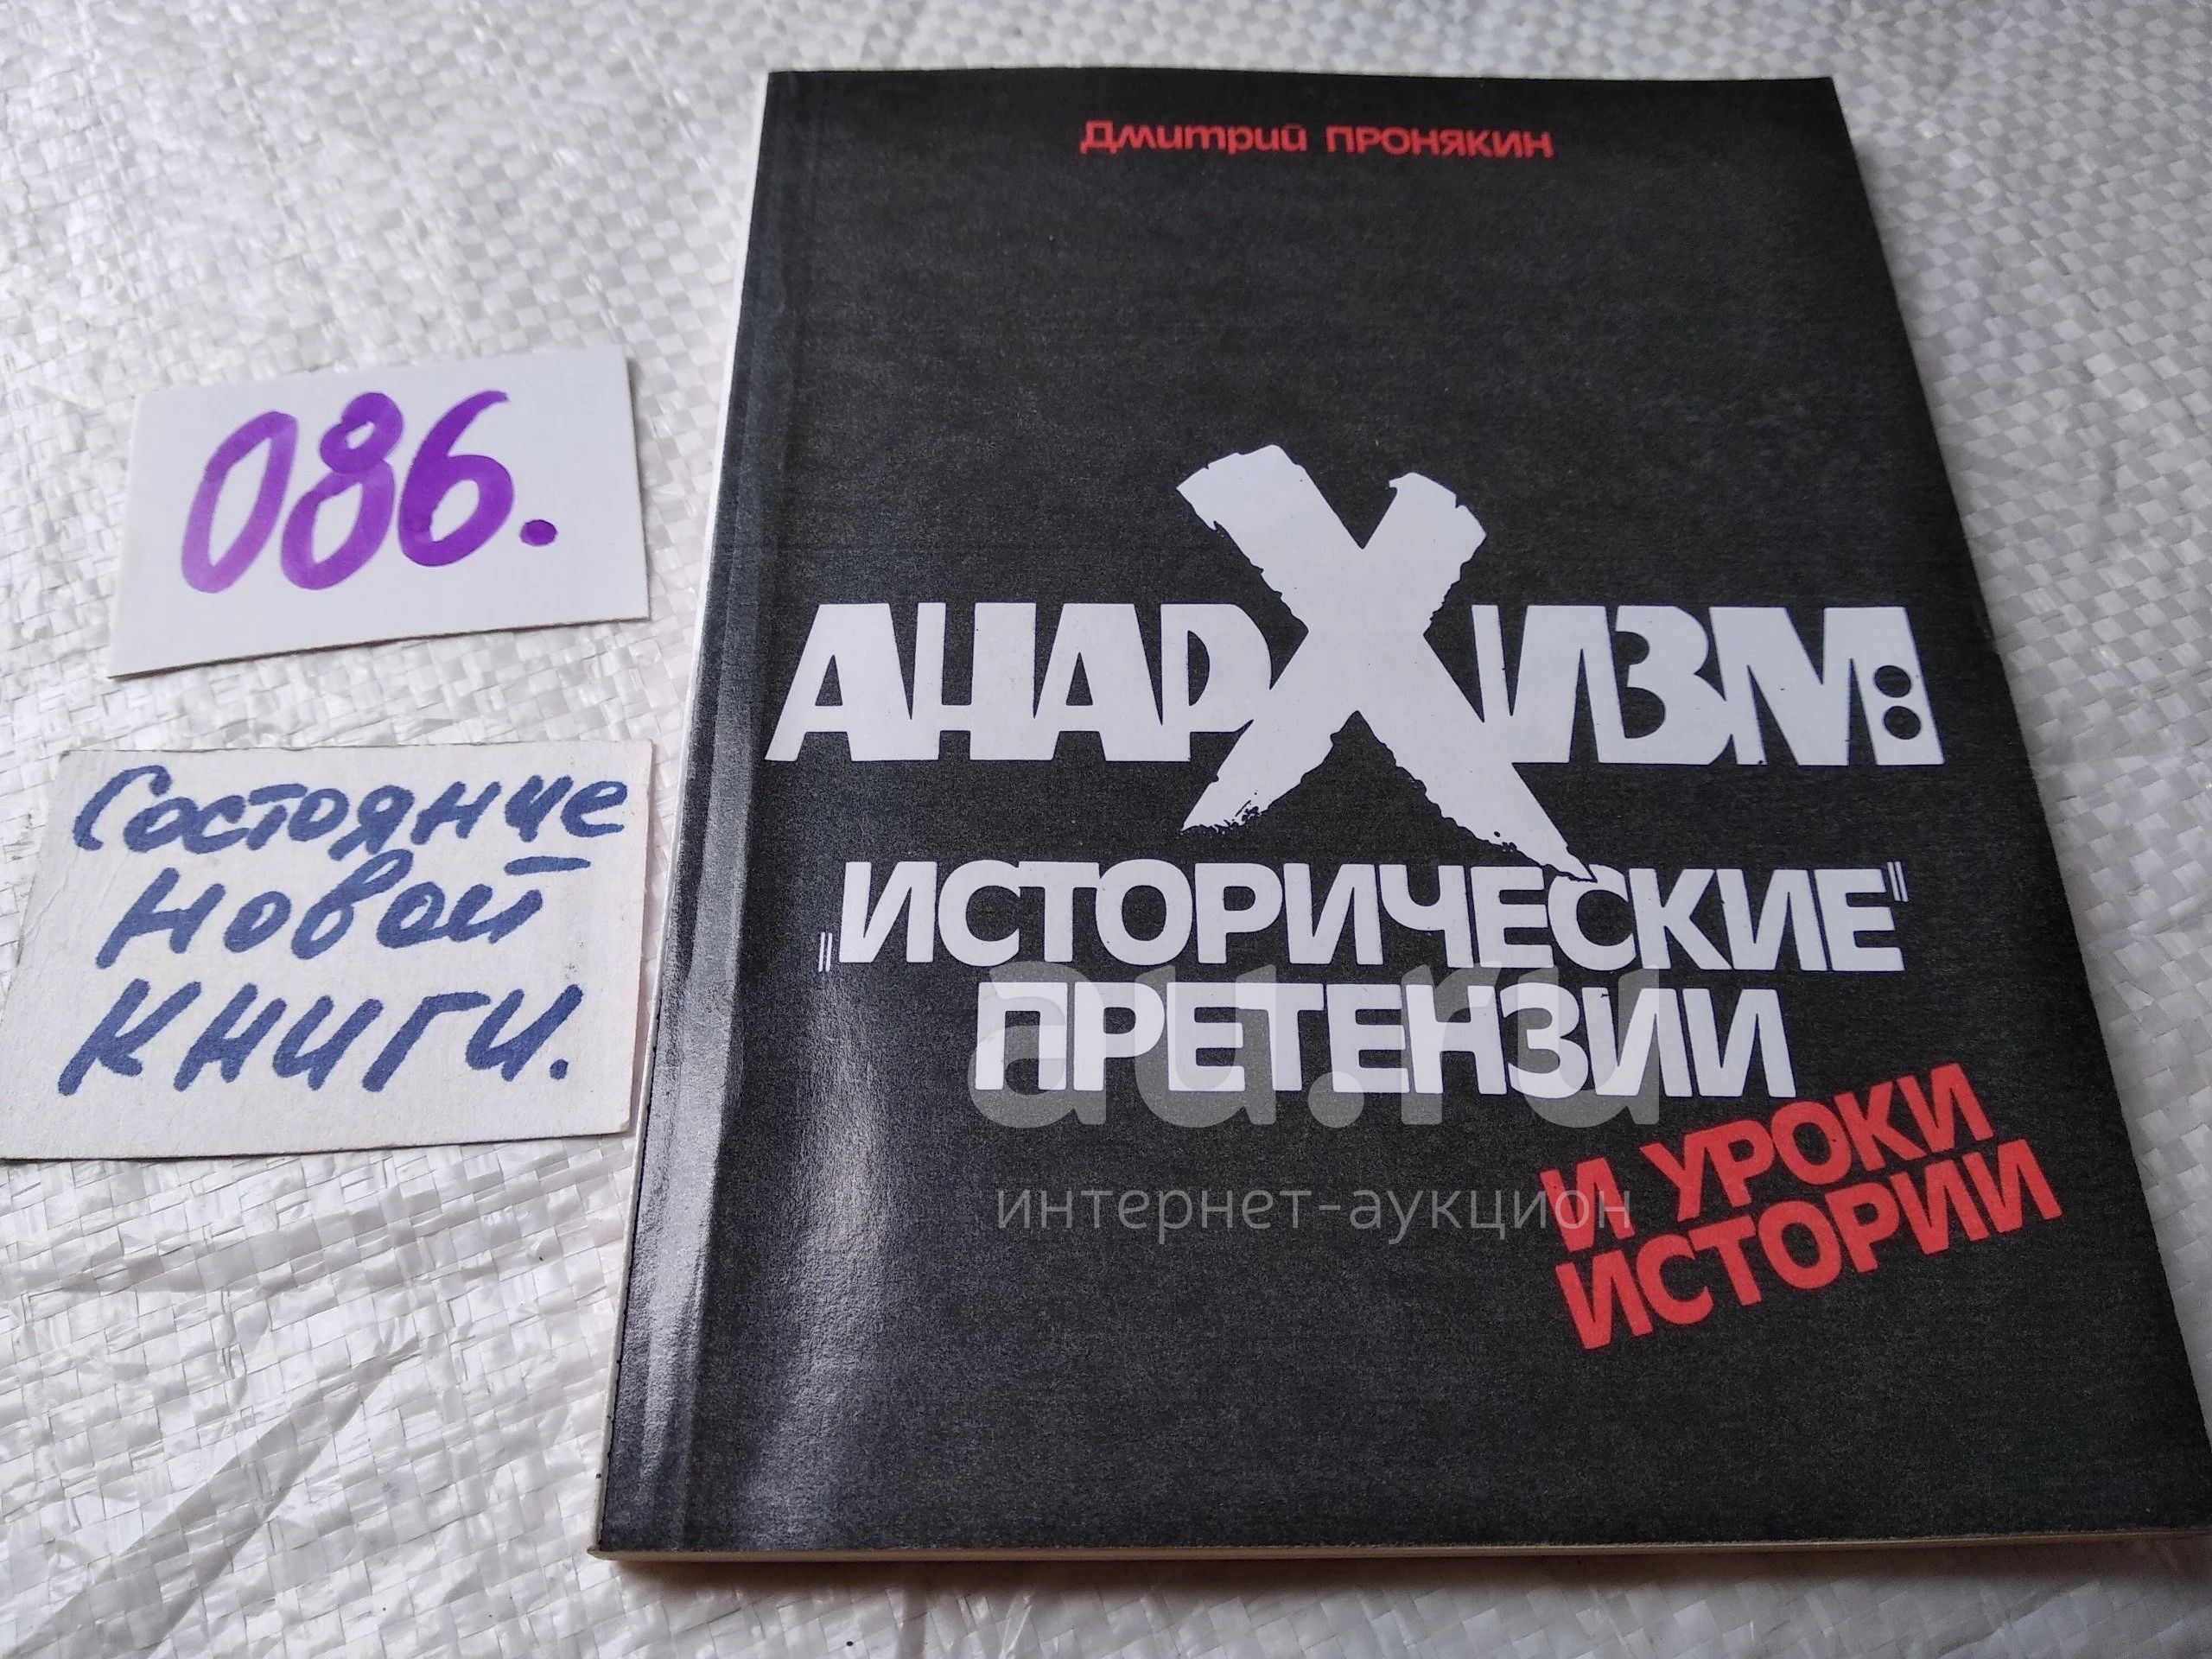 Дмитрий ПРОНЯКИН
086.
АНАРХИЗМ:
Состояние
новой
книги.
„ИСТОРИЧЕСКИЕ"
ПРЕТЕНЗИИ
И УРОКИ
ИСТОРИИ
au.ru
интернет-аукцион